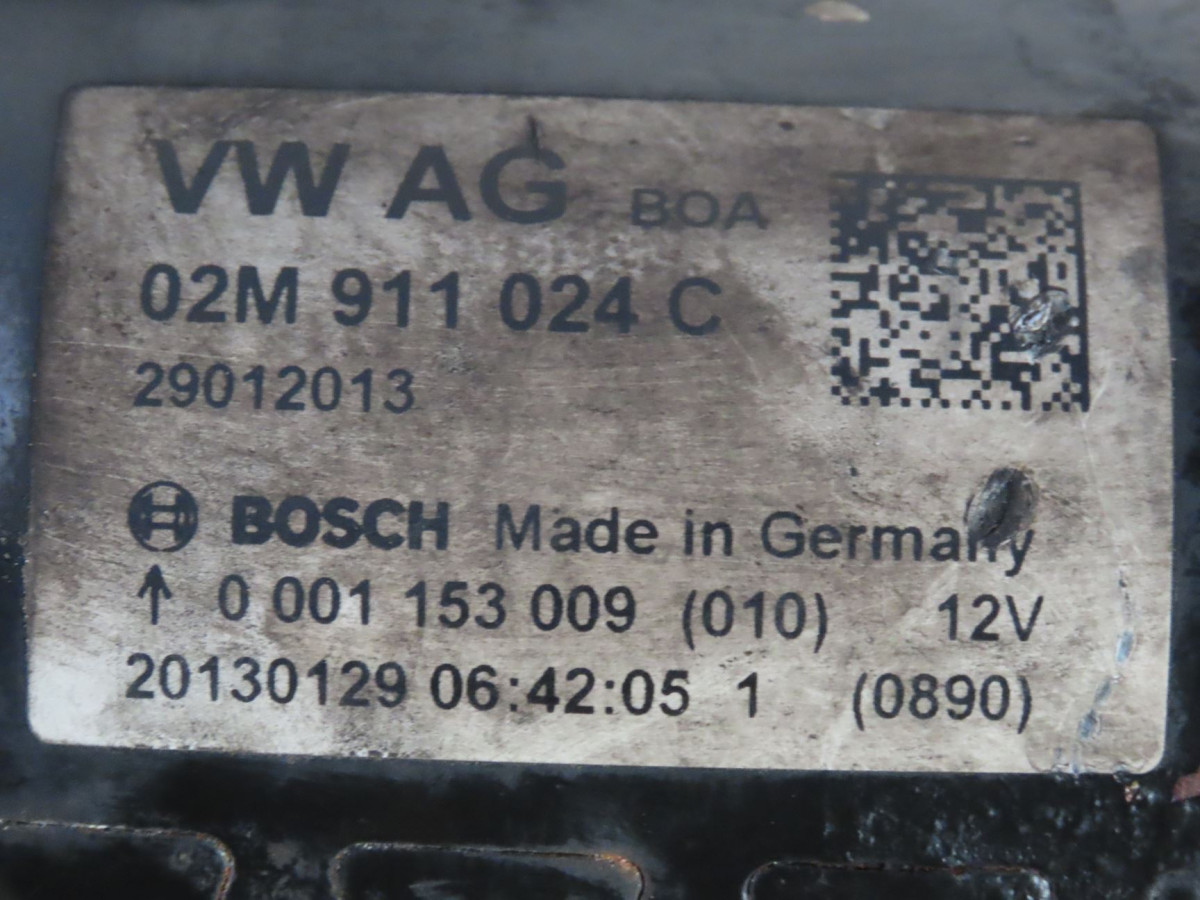 VW AG BOA
02M 911 024 C
29012013
BOSCH Made in Germany
↑ 0 001 153 009 (010) 12V
20130129 06:42:05 1 (0890)